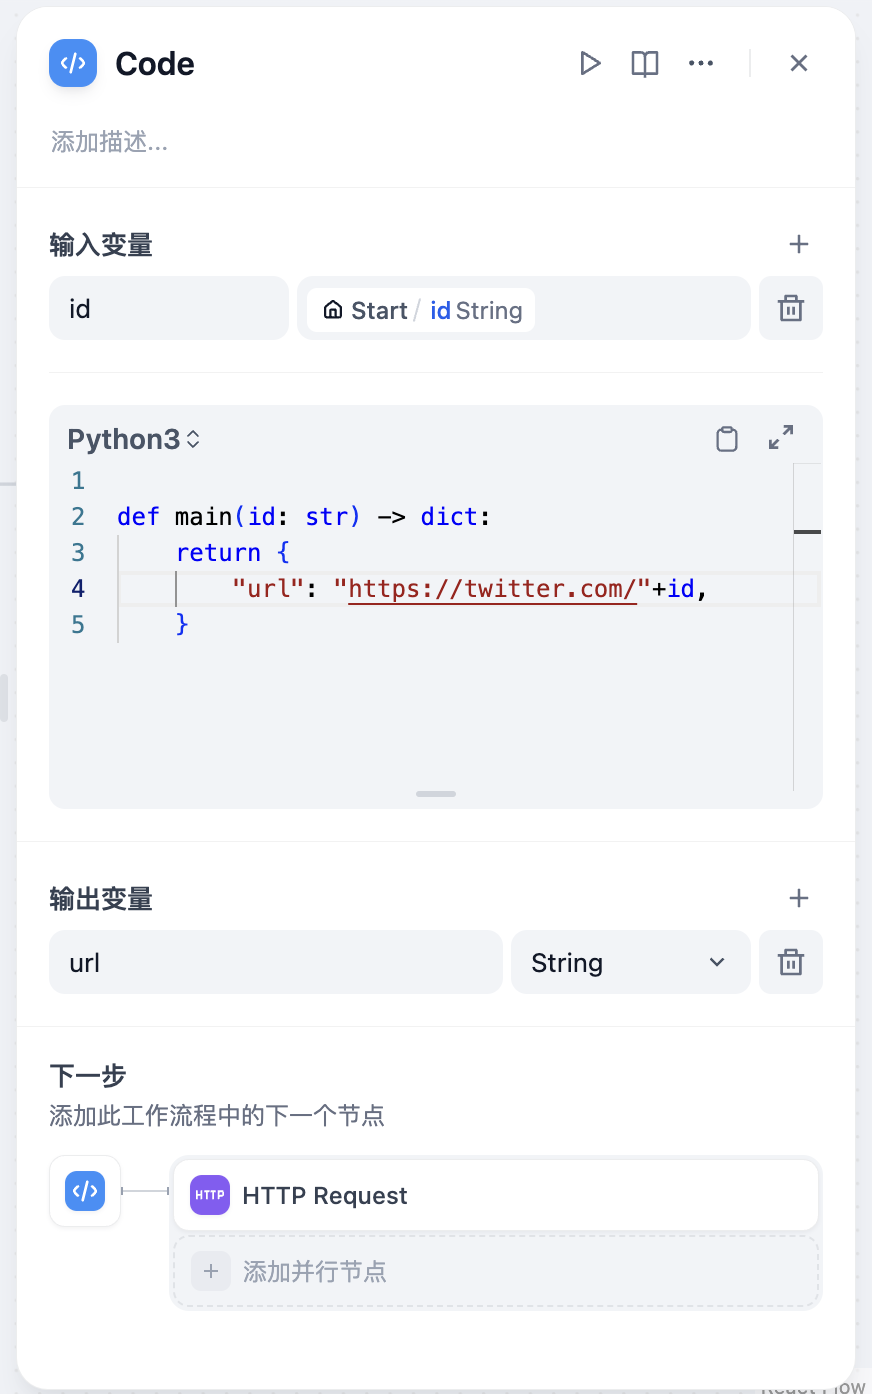 Code
添加描述...
输入变量
id
Start / id String
Python3
1
2 def main(id: str) -> dict:
3     return {
4         "url": "https://twitter.com/"+id,
5     }
输出变量
url
String
下一步
添加此工作流程中的下一个节点
HTTP HTTP Request
添加并行节点
React Flow